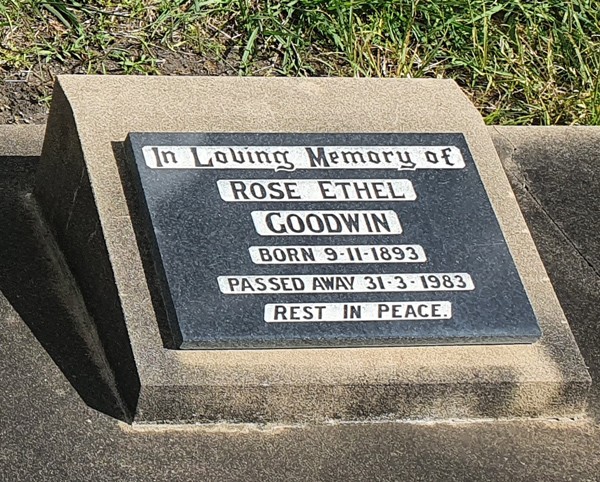 In Loving Memory of
ROSE ETHEL
GOODWIN
BORN 9-11-1893
PASSED AWAY 31-3-1983
REST IN PEACE.